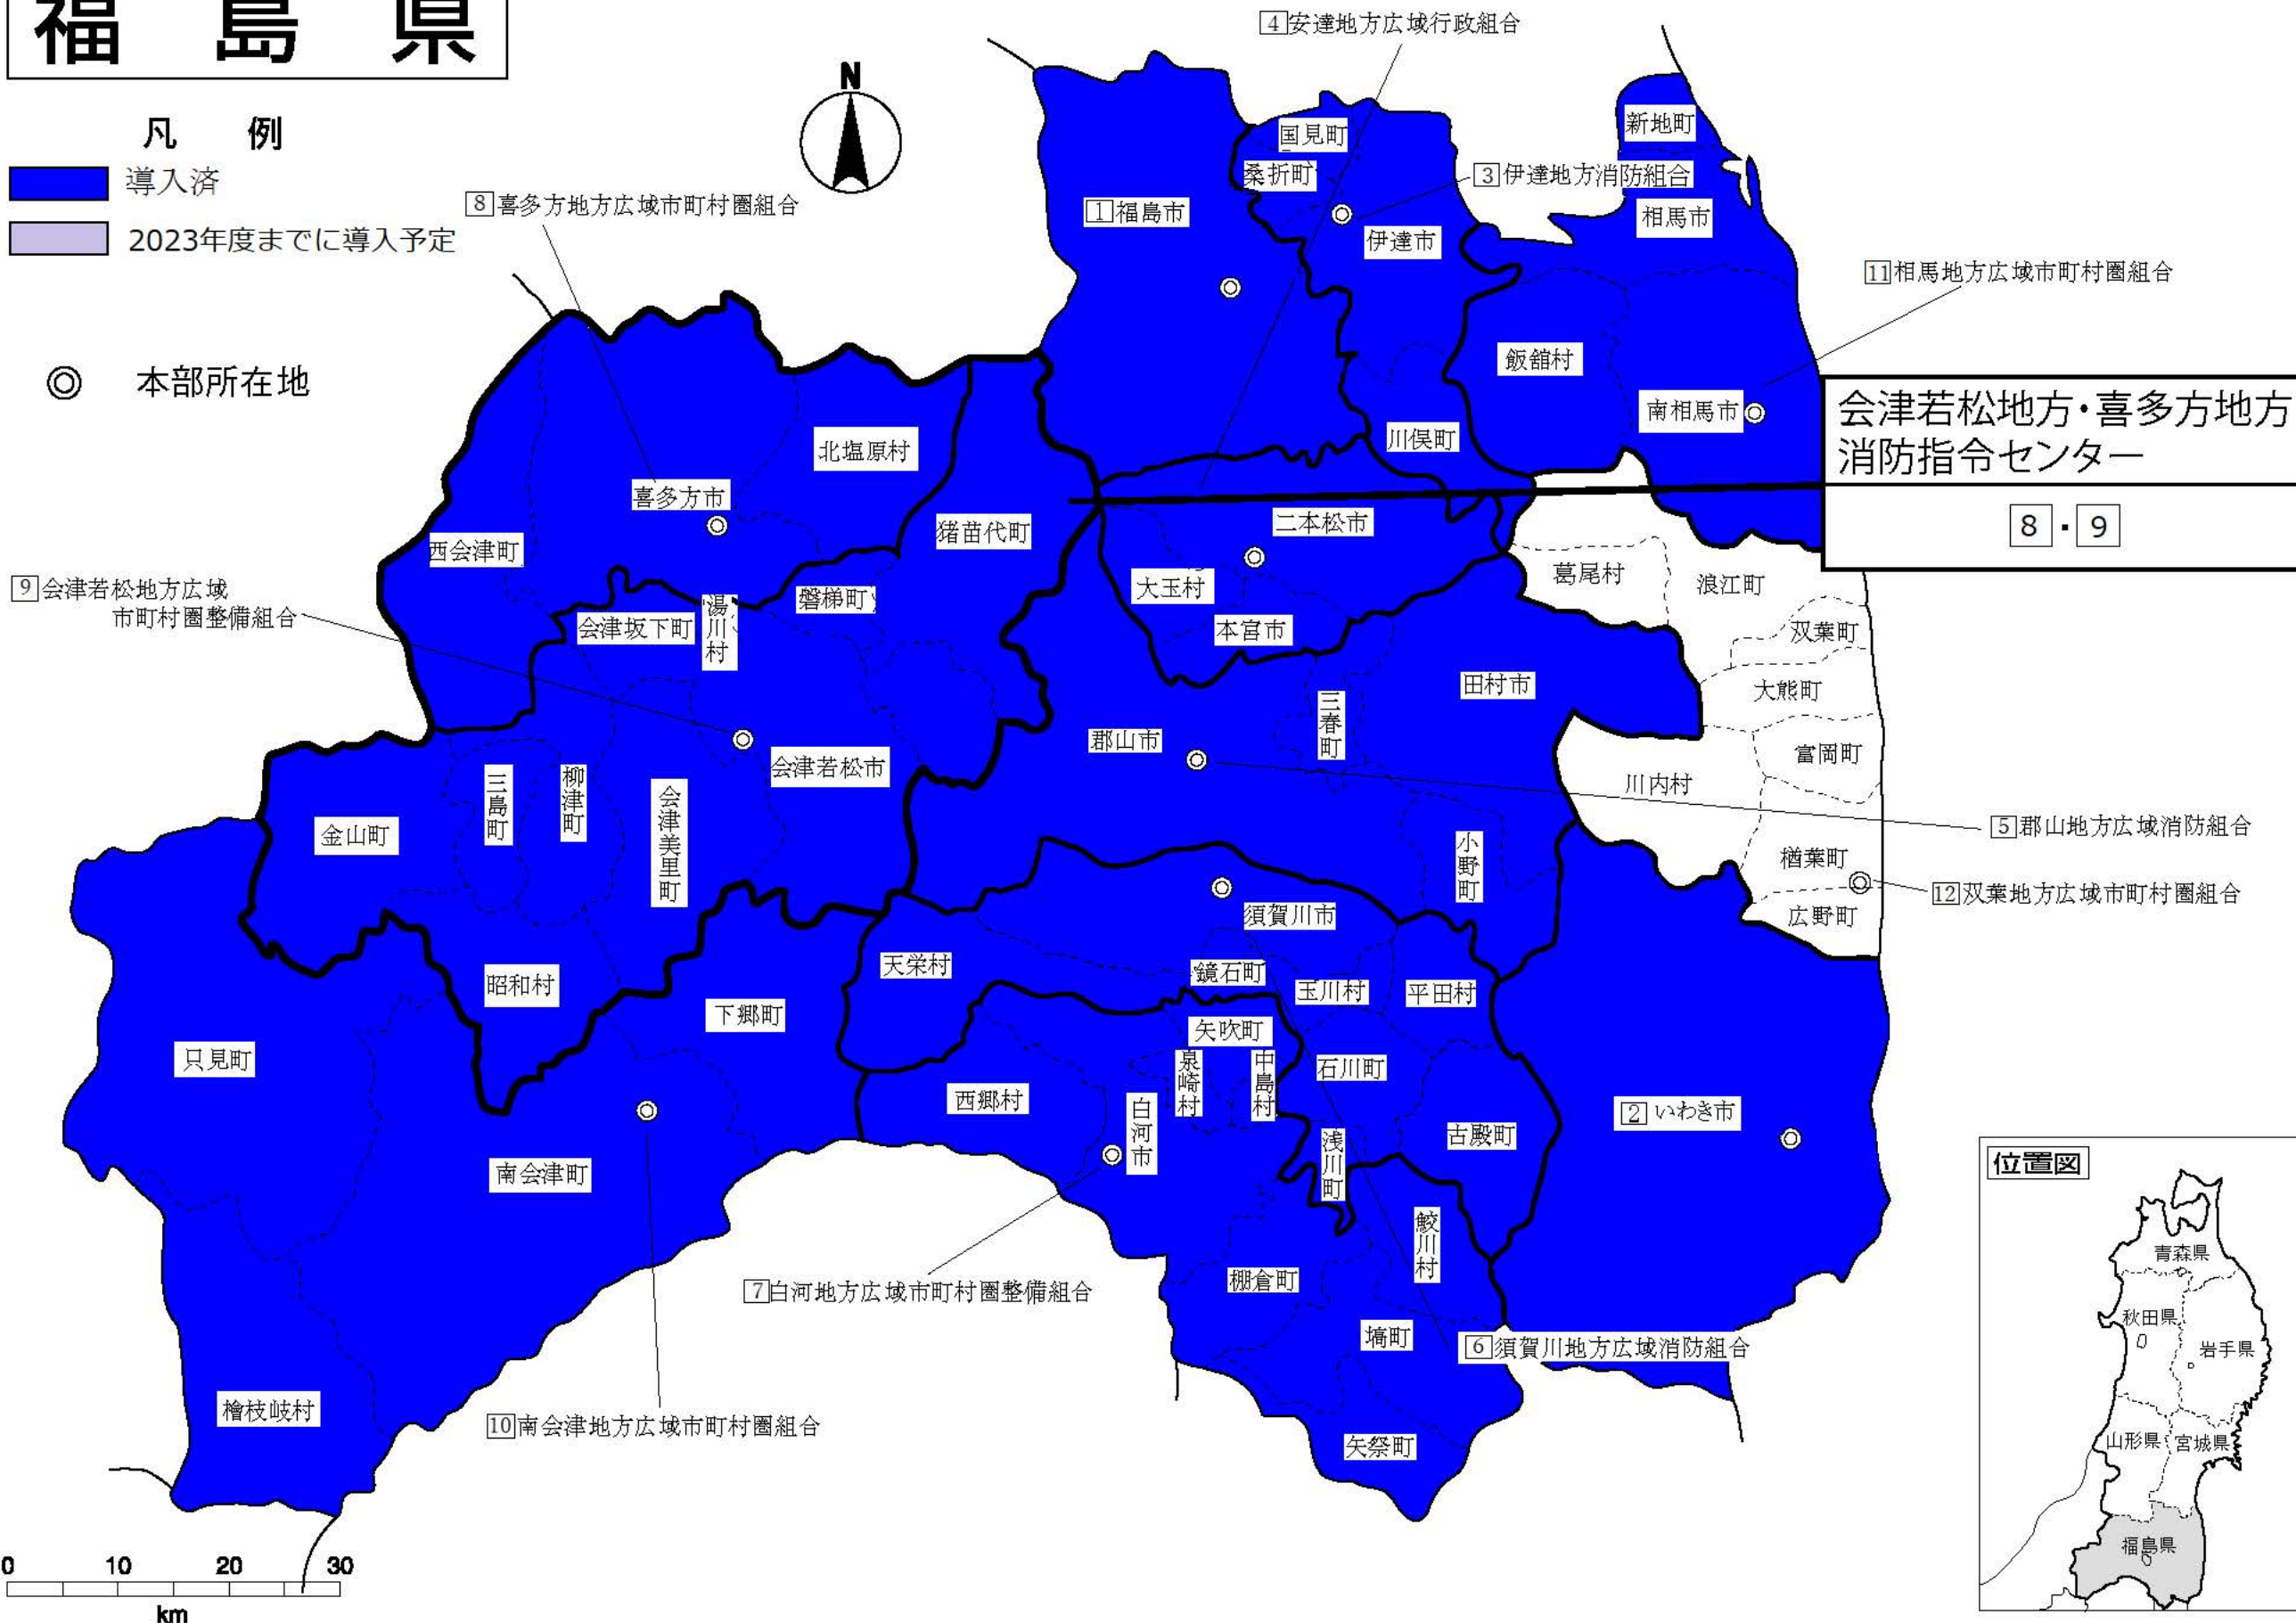 福島県
凡例
導入済
2023年度までに導入予定
本部所在地
N
4安達地方広域行政組合
国見町
桑折町
3伊達地方消防組合
1福島市
伊達市
新地町
相馬市
8喜多方地方広域市町村圏組合
11相馬地方広域市町村圏組合
飯舘村
南相馬市
川俣町
会津若松地方・喜多方地方
消防指令センター
8・9
北塩原村
喜多方市
西会津町
猪苗代町
二本松市
大玉村
本宮市
葛尾村
浪江町
双葉町
大熊町
富岡町
川内村
楢葉町
広野町
9会津若松地方広域
市町村圏整備組合
会津坂下町
湯川村
磐梯町
田村市
三春町
郡山市
会津若松市
三島町
柳津町
会津美里町
金山町
小野町
5郡山地方広域消防組合
12双葉地方広域市町村圏組合
須賀川市
天栄村
鏡石町
玉川村
平田村
昭和村
下郷町
只見町
矢吹町
泉崎村
中島村
石川町
西郷村
白河市
浅川町
古殿町
2いわき市
南会津町
鮫川村
棚倉町
7白河地方広域市町村圏整備組合
塙町
6須賀川地方広域消防組合
檜枝岐村
10南会津地方広域市町村圏組合
矢祭町
位置図
青森県
秋田県
岩手県
山形県
宮城県
福島県
0 10 20 30
km